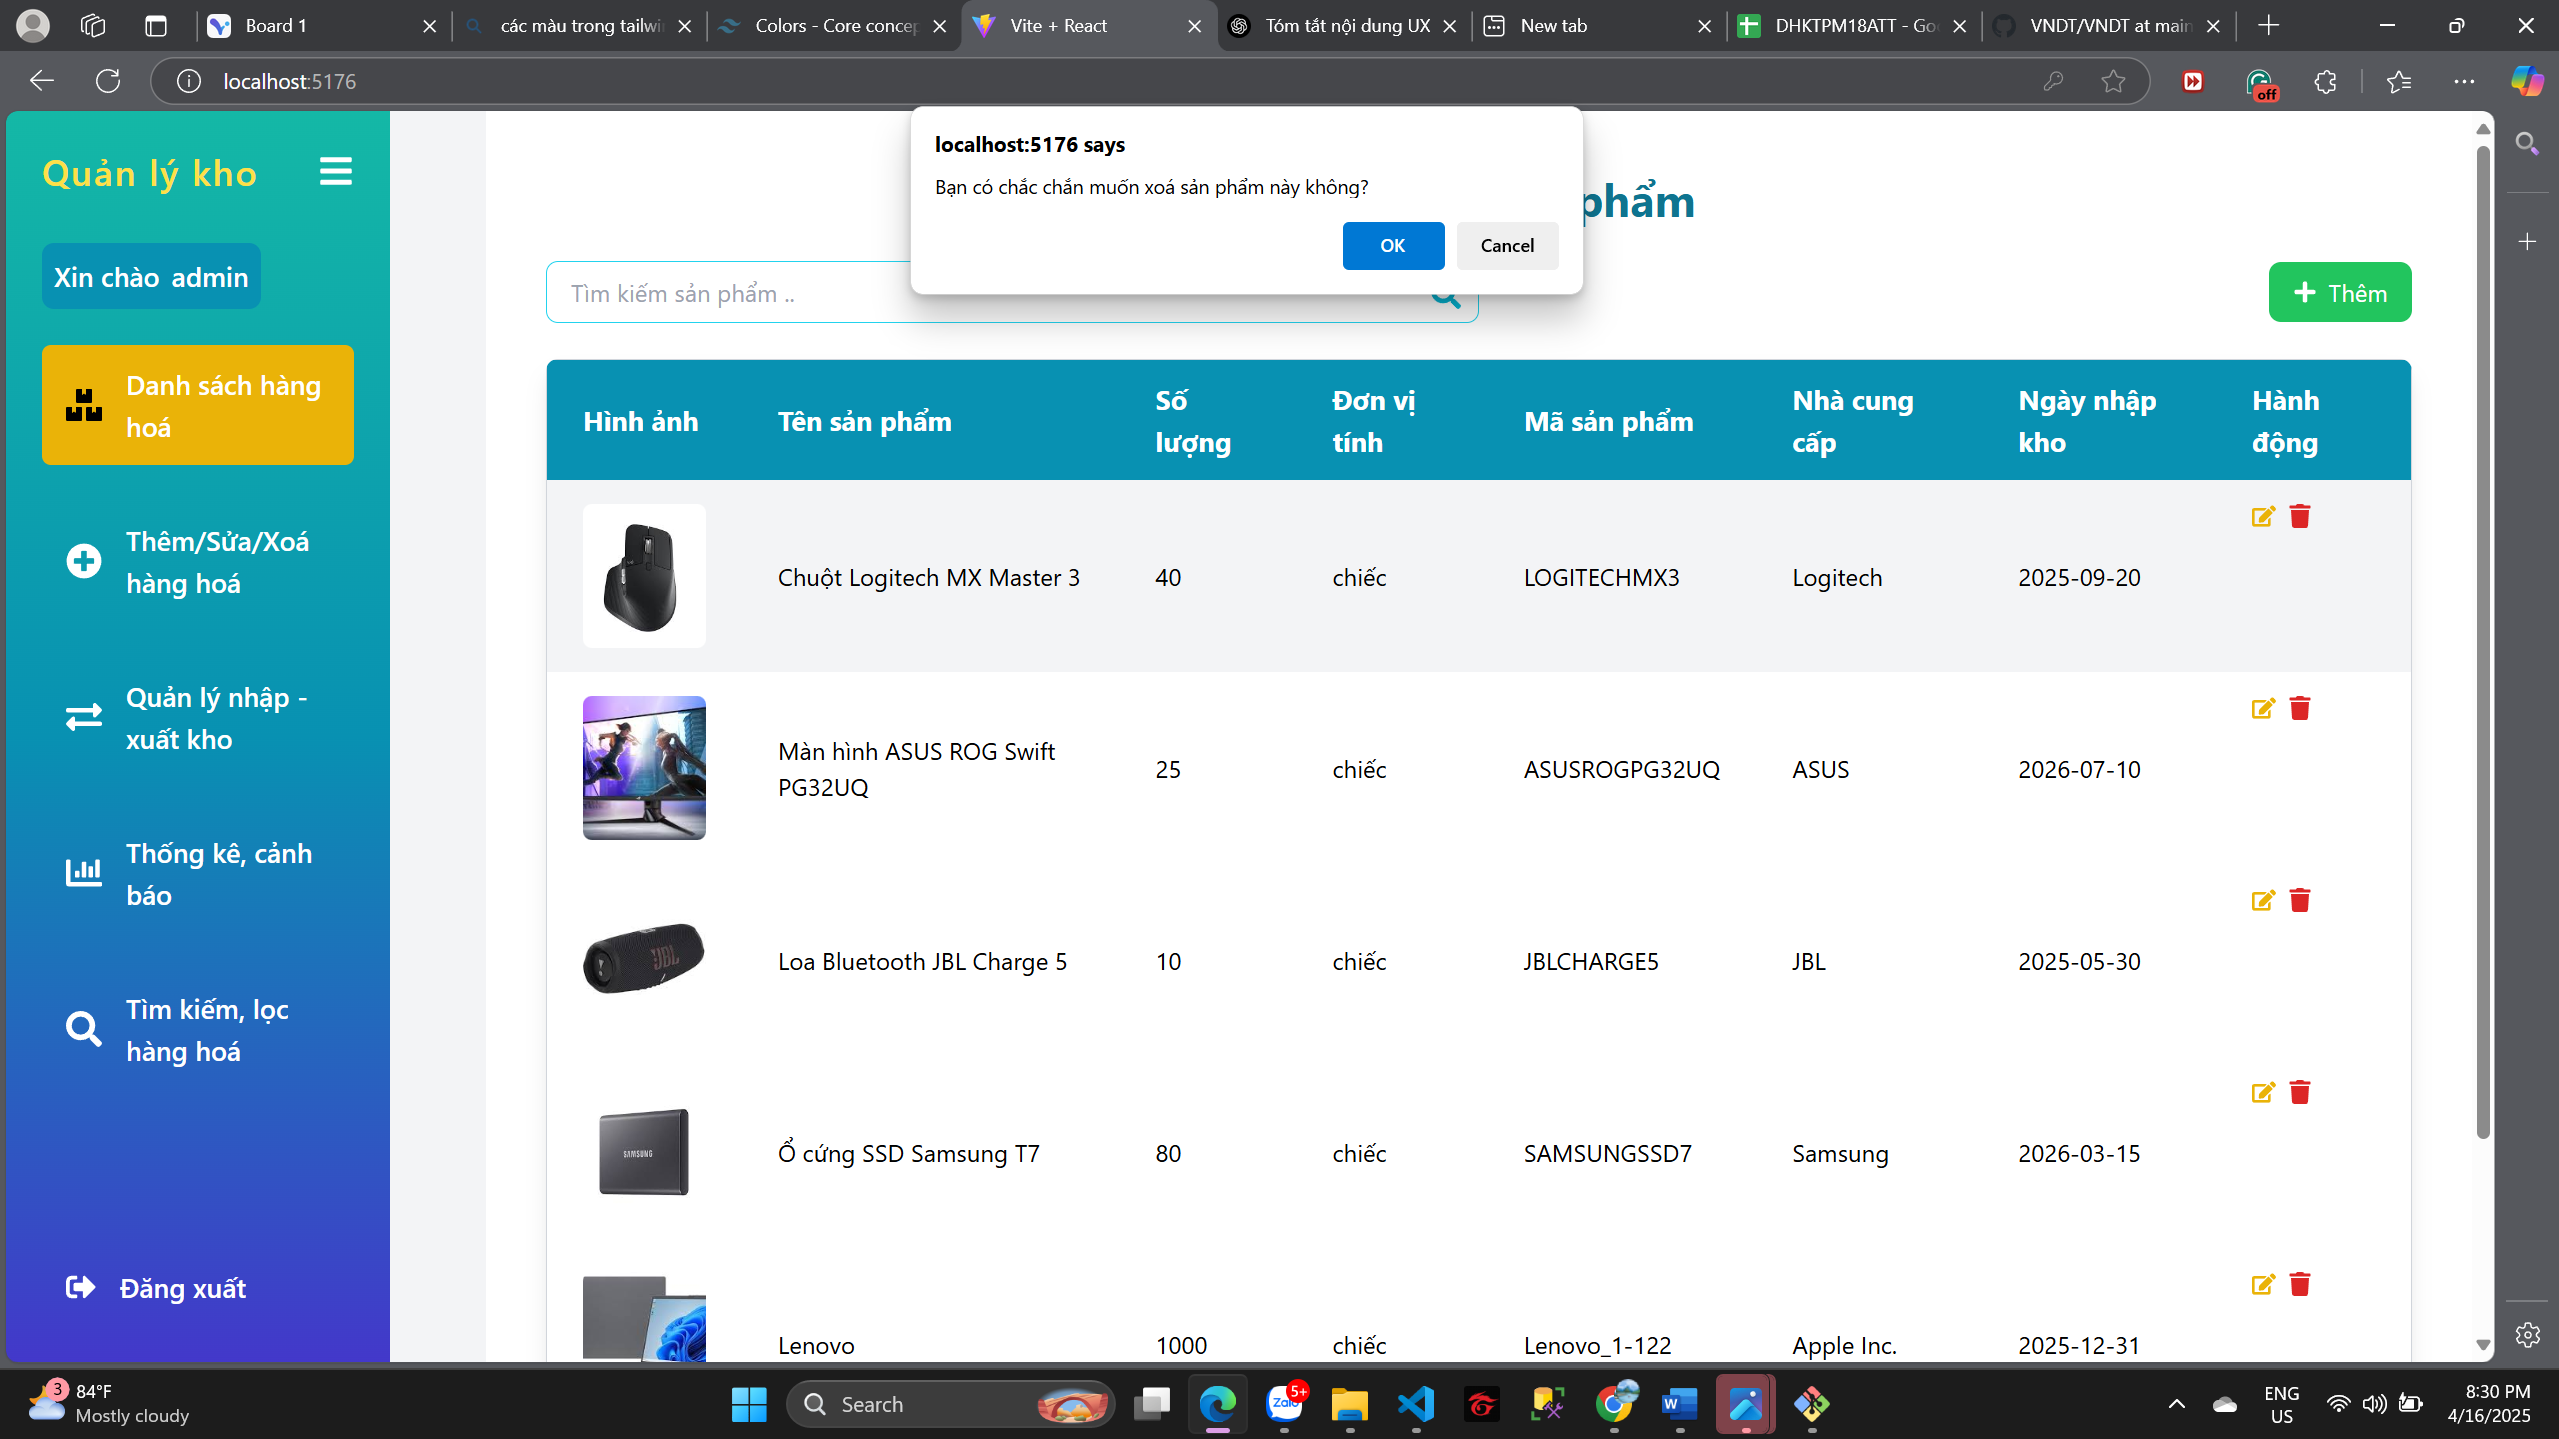 Board 1
các màu trong tailwi
Colors - Core concep
Vite + React
Tóm tắt nội dung UX
New tab
DHKTPM18ATT - Go
VNDT/VNDT at main
localhost:5176
off
localhost:5176 says
Bạn có chắc chắn muốn xoá sản phẩm này không?
OK
Cancel
Quản lý kho
Xin chào admin
Danh sách hàng
hoá
Thêm/Sửa/Xoá
hàng hoá
Quản lý nhập -
xuất kho
Thống kê, cảnh
báo
Tìm kiếm, lọc
hàng hoá
Đăng xuất
phẩm
Tìm kiếm sản phẩm ..
Thêm
Hình ảnh
Tên sản phẩm
Số
lượng
Đơn vị
tính
Mã sản phẩm
Nhà cung
cấp
Ngày nhập
kho
Hành
động
Chuột Logitech MX Master 3
40
chiếc
LOGITECHMX3
Logitech
2025-09-20
Màn hình ASUS ROG Swift
PG32UQ
25
chiếc
ASUSROGPG32UQ
ASUS
2026-07-10
JBL
Loa Bluetooth JBL Charge 5
10
chiếc
JBLCHARGE5
JBL
2025-05-30
SAMSUNG
Ổ cứng SSD Samsung T7
80
chiếc
SAMSUNGSSD7
Samsung
2026-03-15
Lenovo
1000
chiếc
Lenovo_1-122
Apple Inc.
2025-12-31
3
84°F
Mostly cloudy
Search
Zalo
5+
W
ENG
US
8:30 PM
4/16/2025